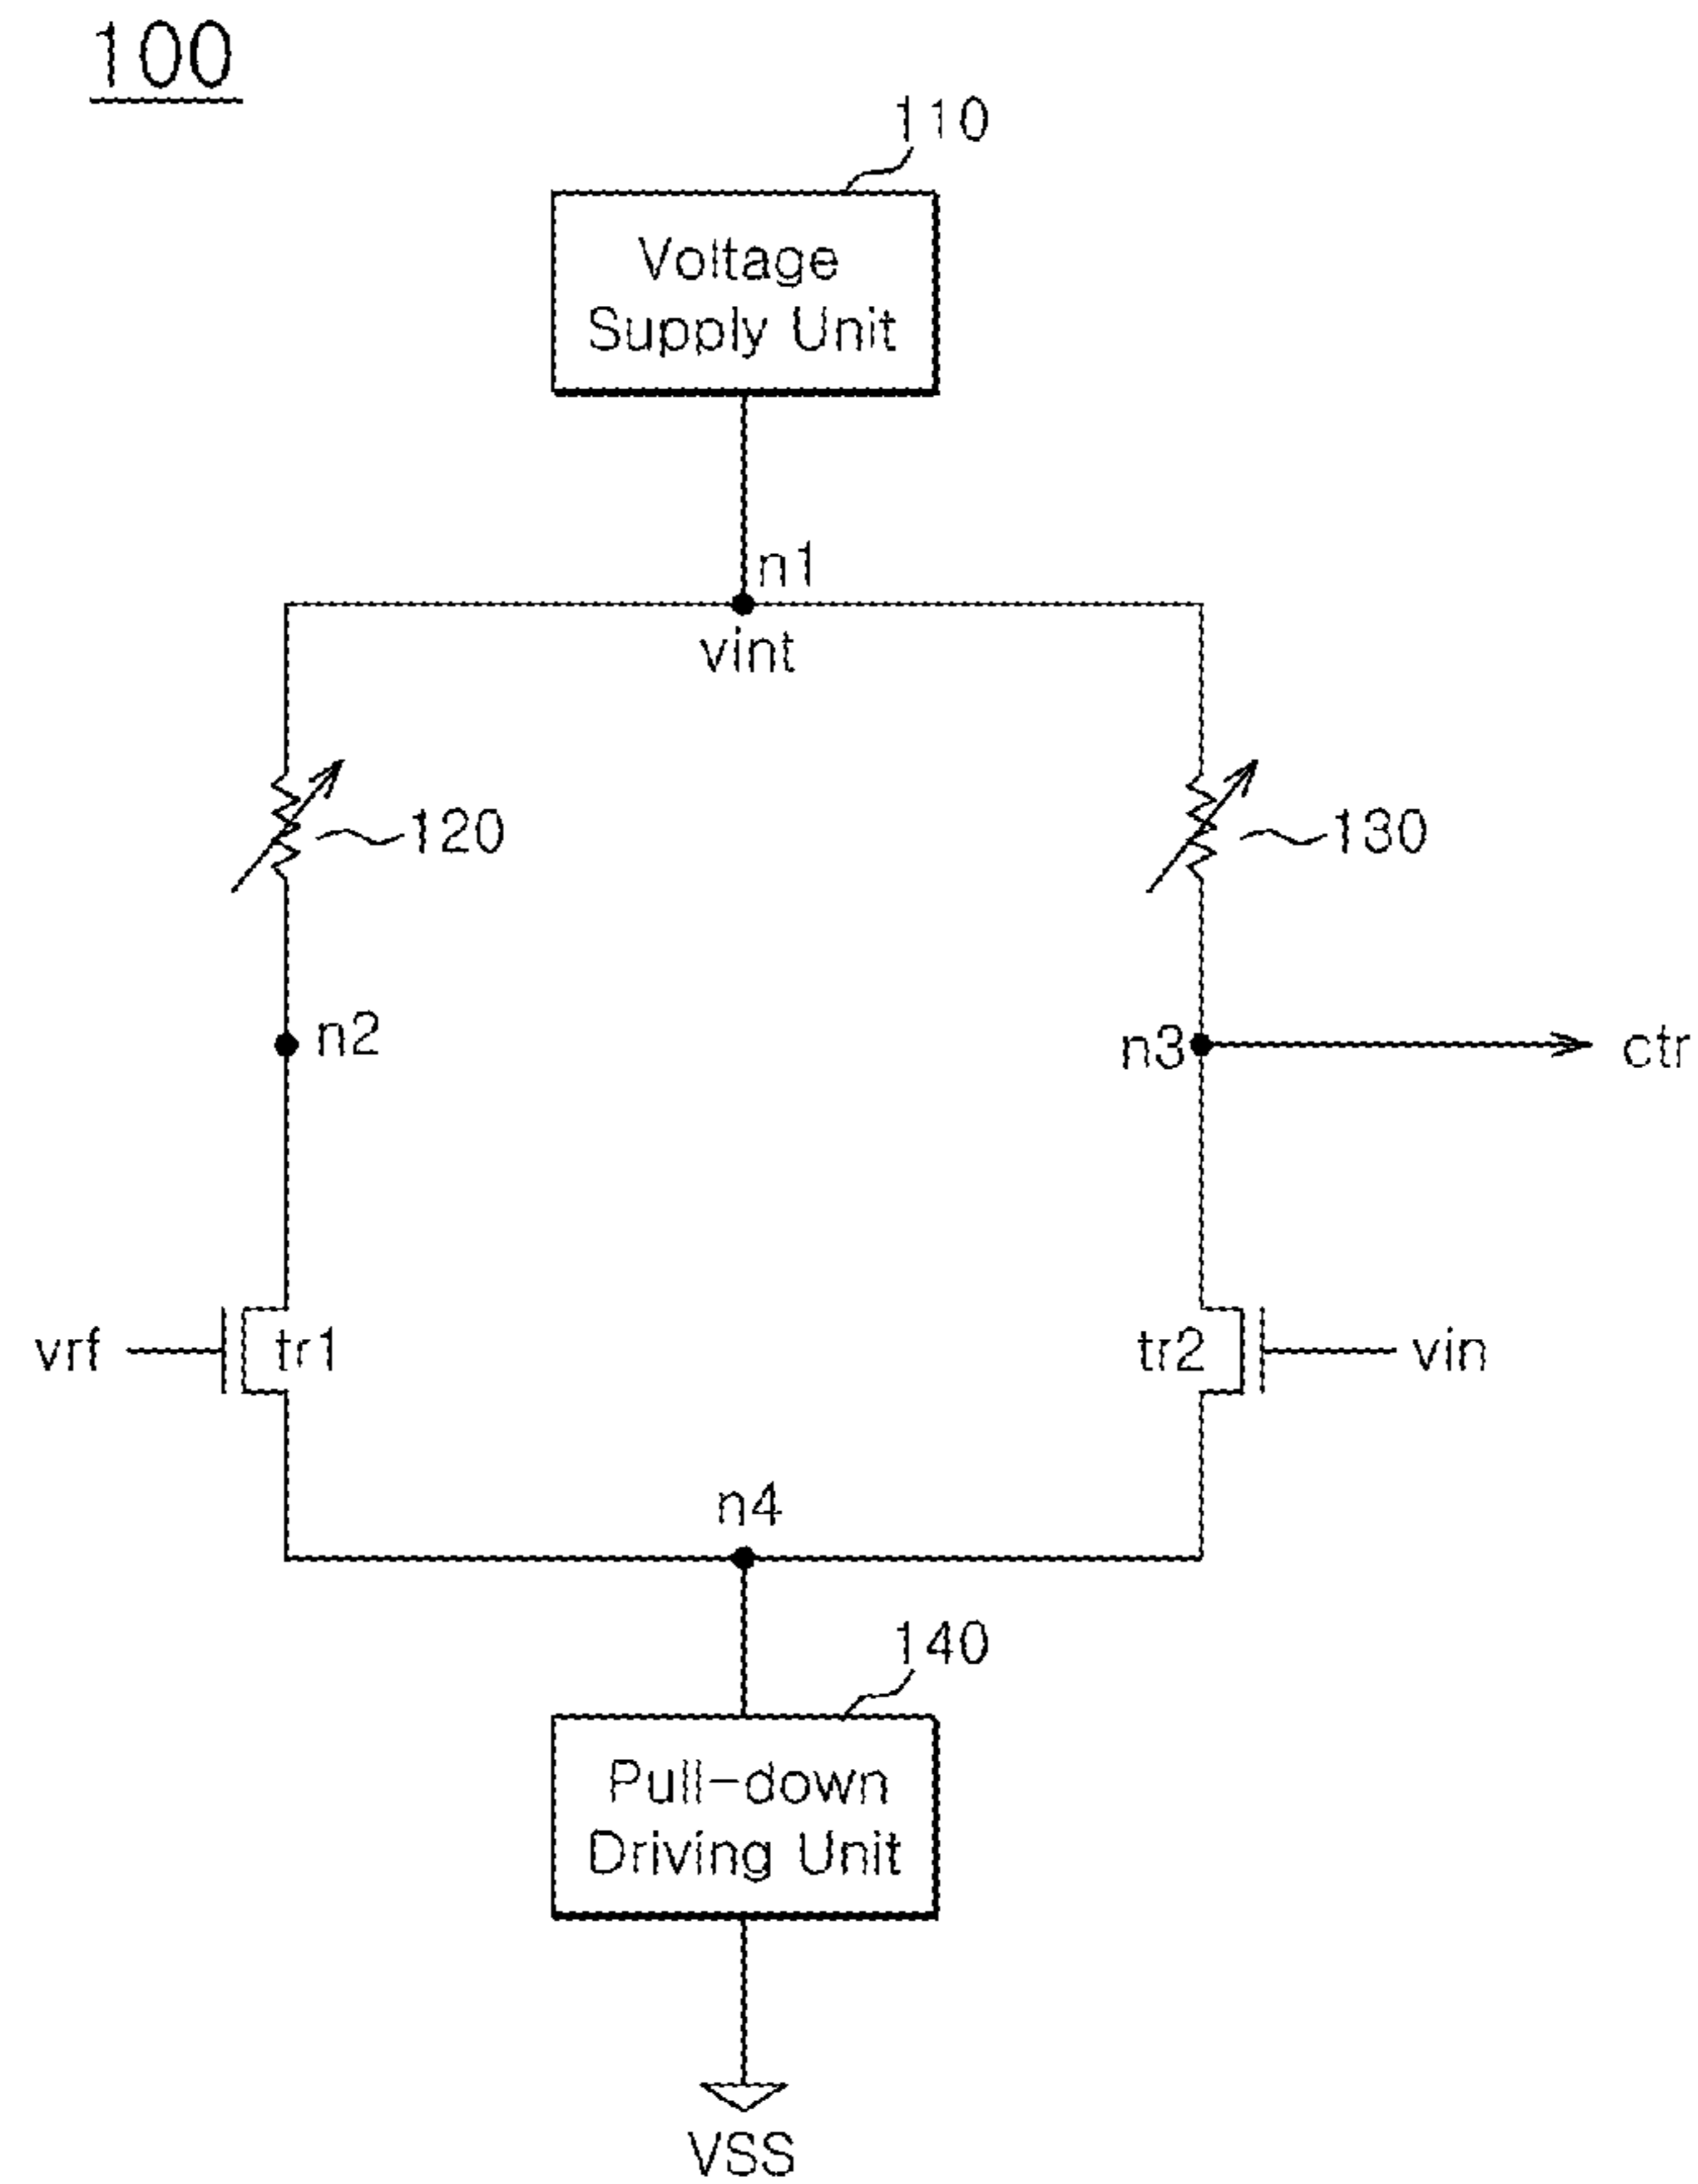 100
110
Voltage
Supply Unit
n1
vint
120
130
n2
n3
ctr
vrf
tr1
tr2
vin
n4
140
Pull-down
Driving Unit
VSS